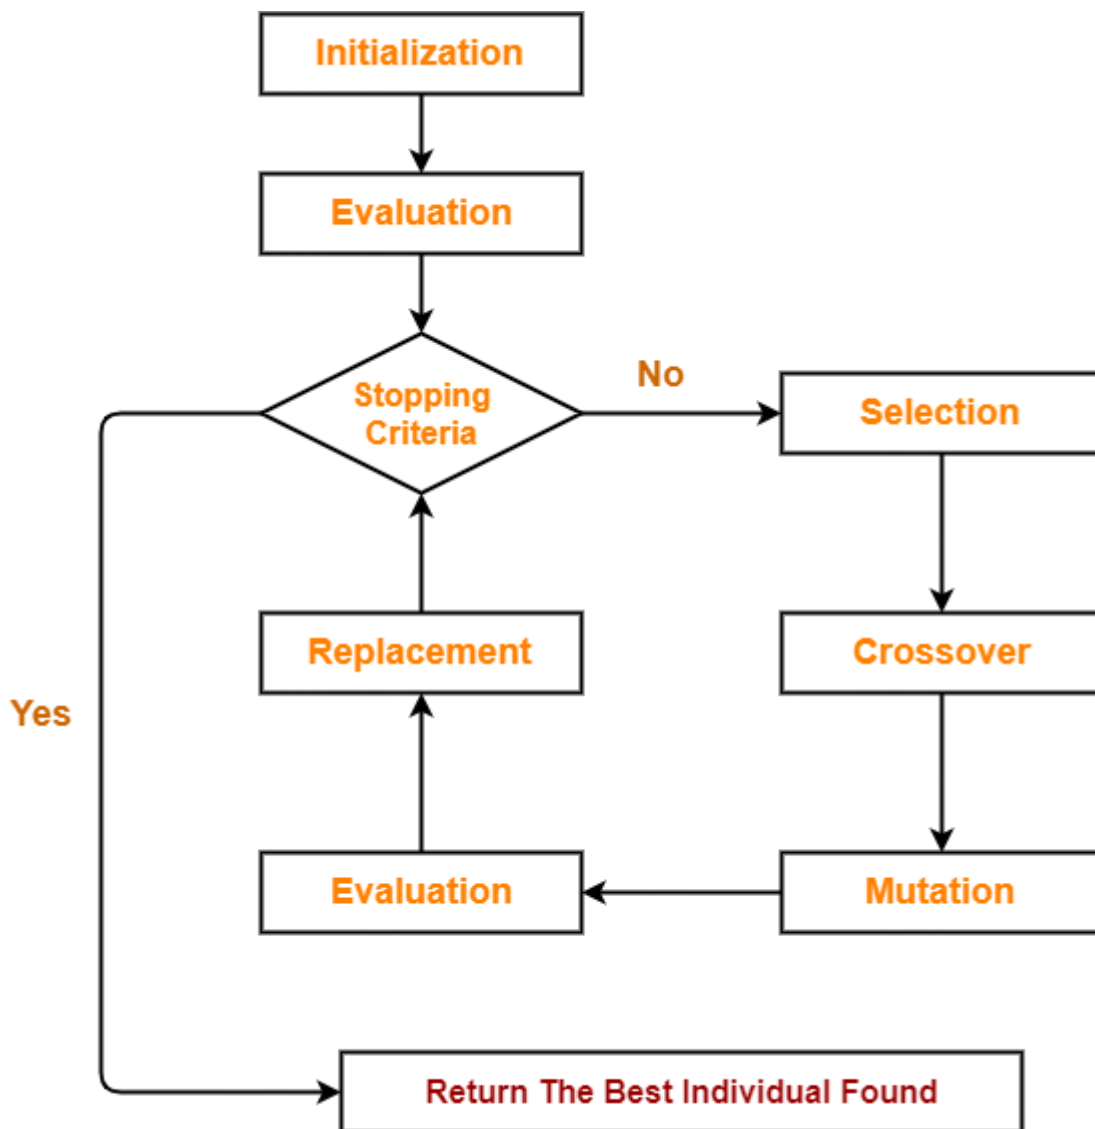 Initialization
Evaluation
Stopping
Criteria
No
Selection
Replacement
Crossover
Yes
Evaluation
Mutation
Return The Best Individual Found